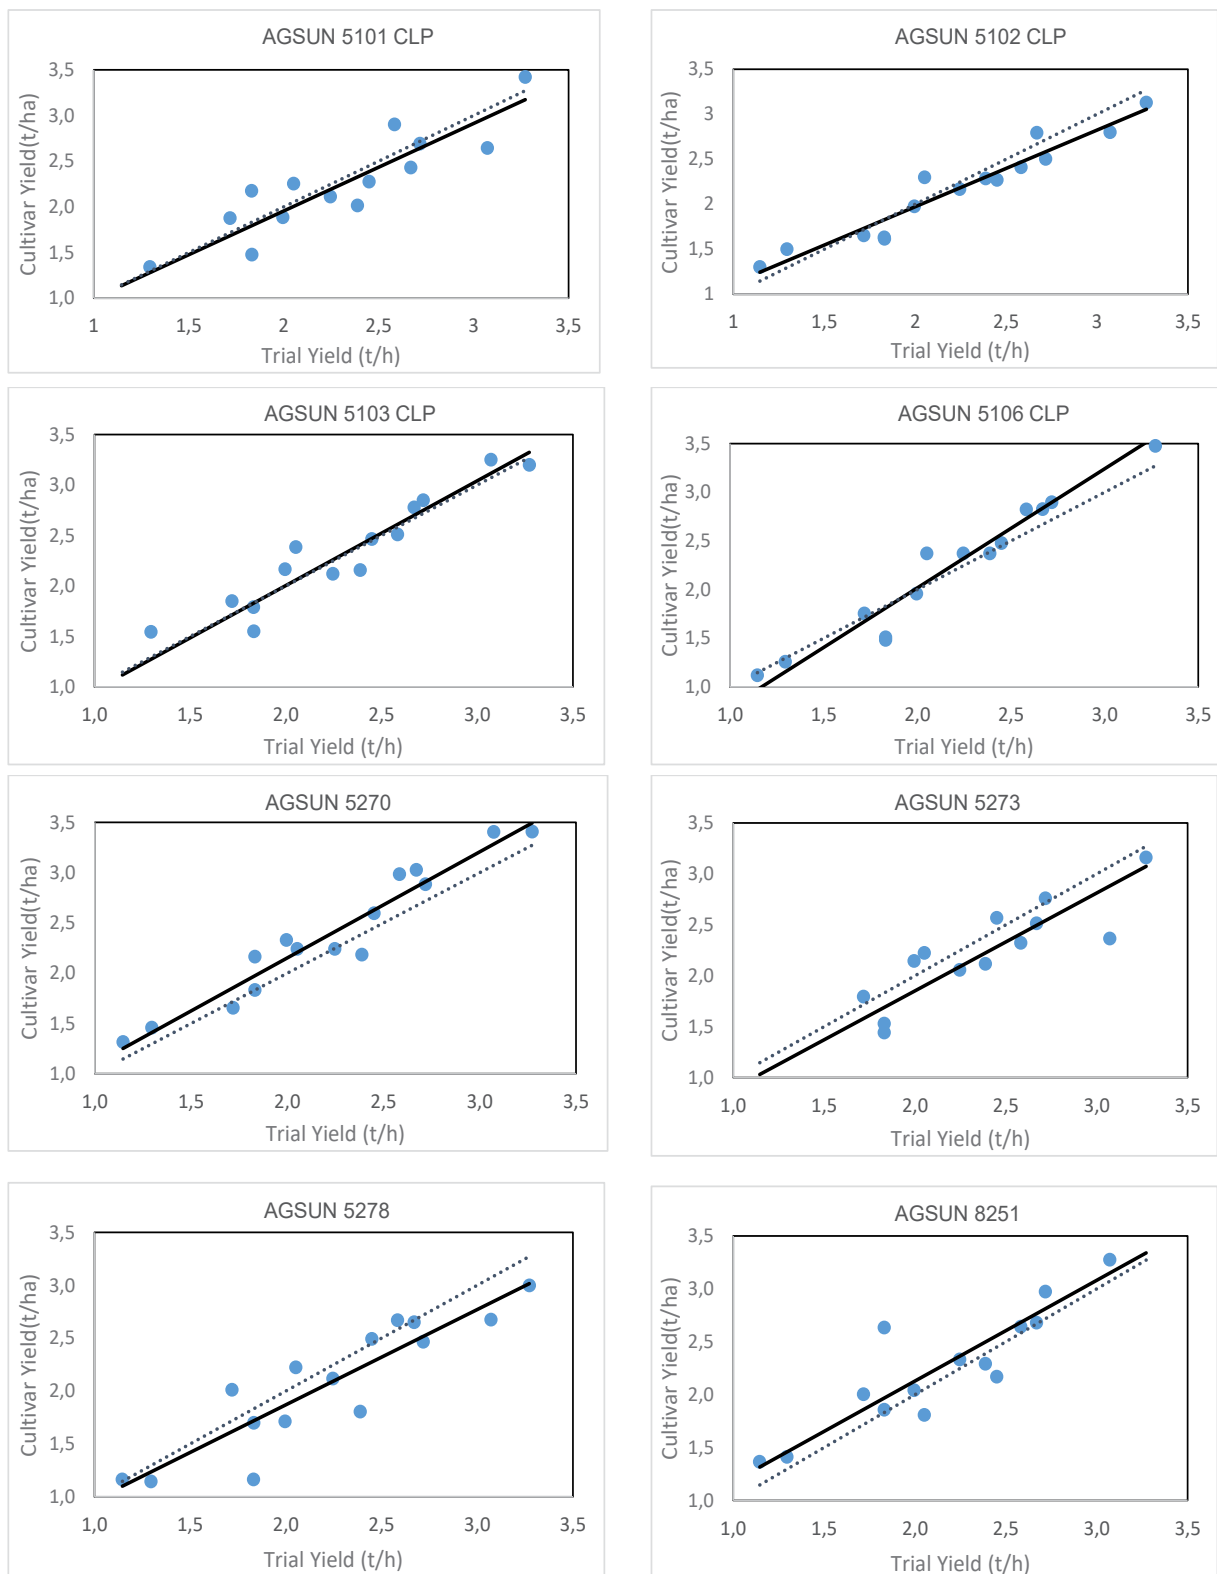 AGSUN 5101 CLP
Cultivar Yield(t/ha)
3,5
3,0
2,5
2,0
1,5
1,0
1 1,5 2 2,5 3 3,5
Trial Yield (t/h)
AGSUN 5102 CLP
Cultivar Yield(t/ha)
3,5
3
2,5
2
1,5
1
1 1,5 2 2,5 3 3,5
Trial Yield (t/h)
AGSUN 5103 CLP
Cultivar Yield(t/ha)
3,5
3,0
2,5
2,0
1,5
1,0
1,0 1,5 2,0 2,5 3,0 3,5
Trial Yield (t/h)
AGSUN 5106 CLP
Cultivar Yield(t/ha)
3,5
3,0
2,5
2,0
1,5
1,0
1,0 1,5 2,0 2,5 3,0 3,5
Trial Yield (t/h)
AGSUN 5270
Cultivar Yield(t/ha)
3,5
3,0
2,5
2,0
1,5
1,0
1,0 1,5 2,0 2,5 3,0 3,5
Trial Yield (t/h)
AGSUN 5273
Cultivar Yield(t/ha)
3,5
3,0
2,5
2,0
1,5
1,0
1,0 1,5 2,0 2,5 3,0 3,5
Trial Yield (t/h)
AGSUN 5278
Cultivar Yield(t/ha)
3,5
3,0
2,5
2,0
1,5
1,0
1,0 1,5 2,0 2,5 3,0 3,5
Trial Yield (t/h)
AGSUN 8251
Cultivar Yield(t/ha)
3,5
3,0
2,5
2,0
1,5
1,0
1,0 1,5 2,0 2,5 3,0 3,5
Trial Yield (t/h)